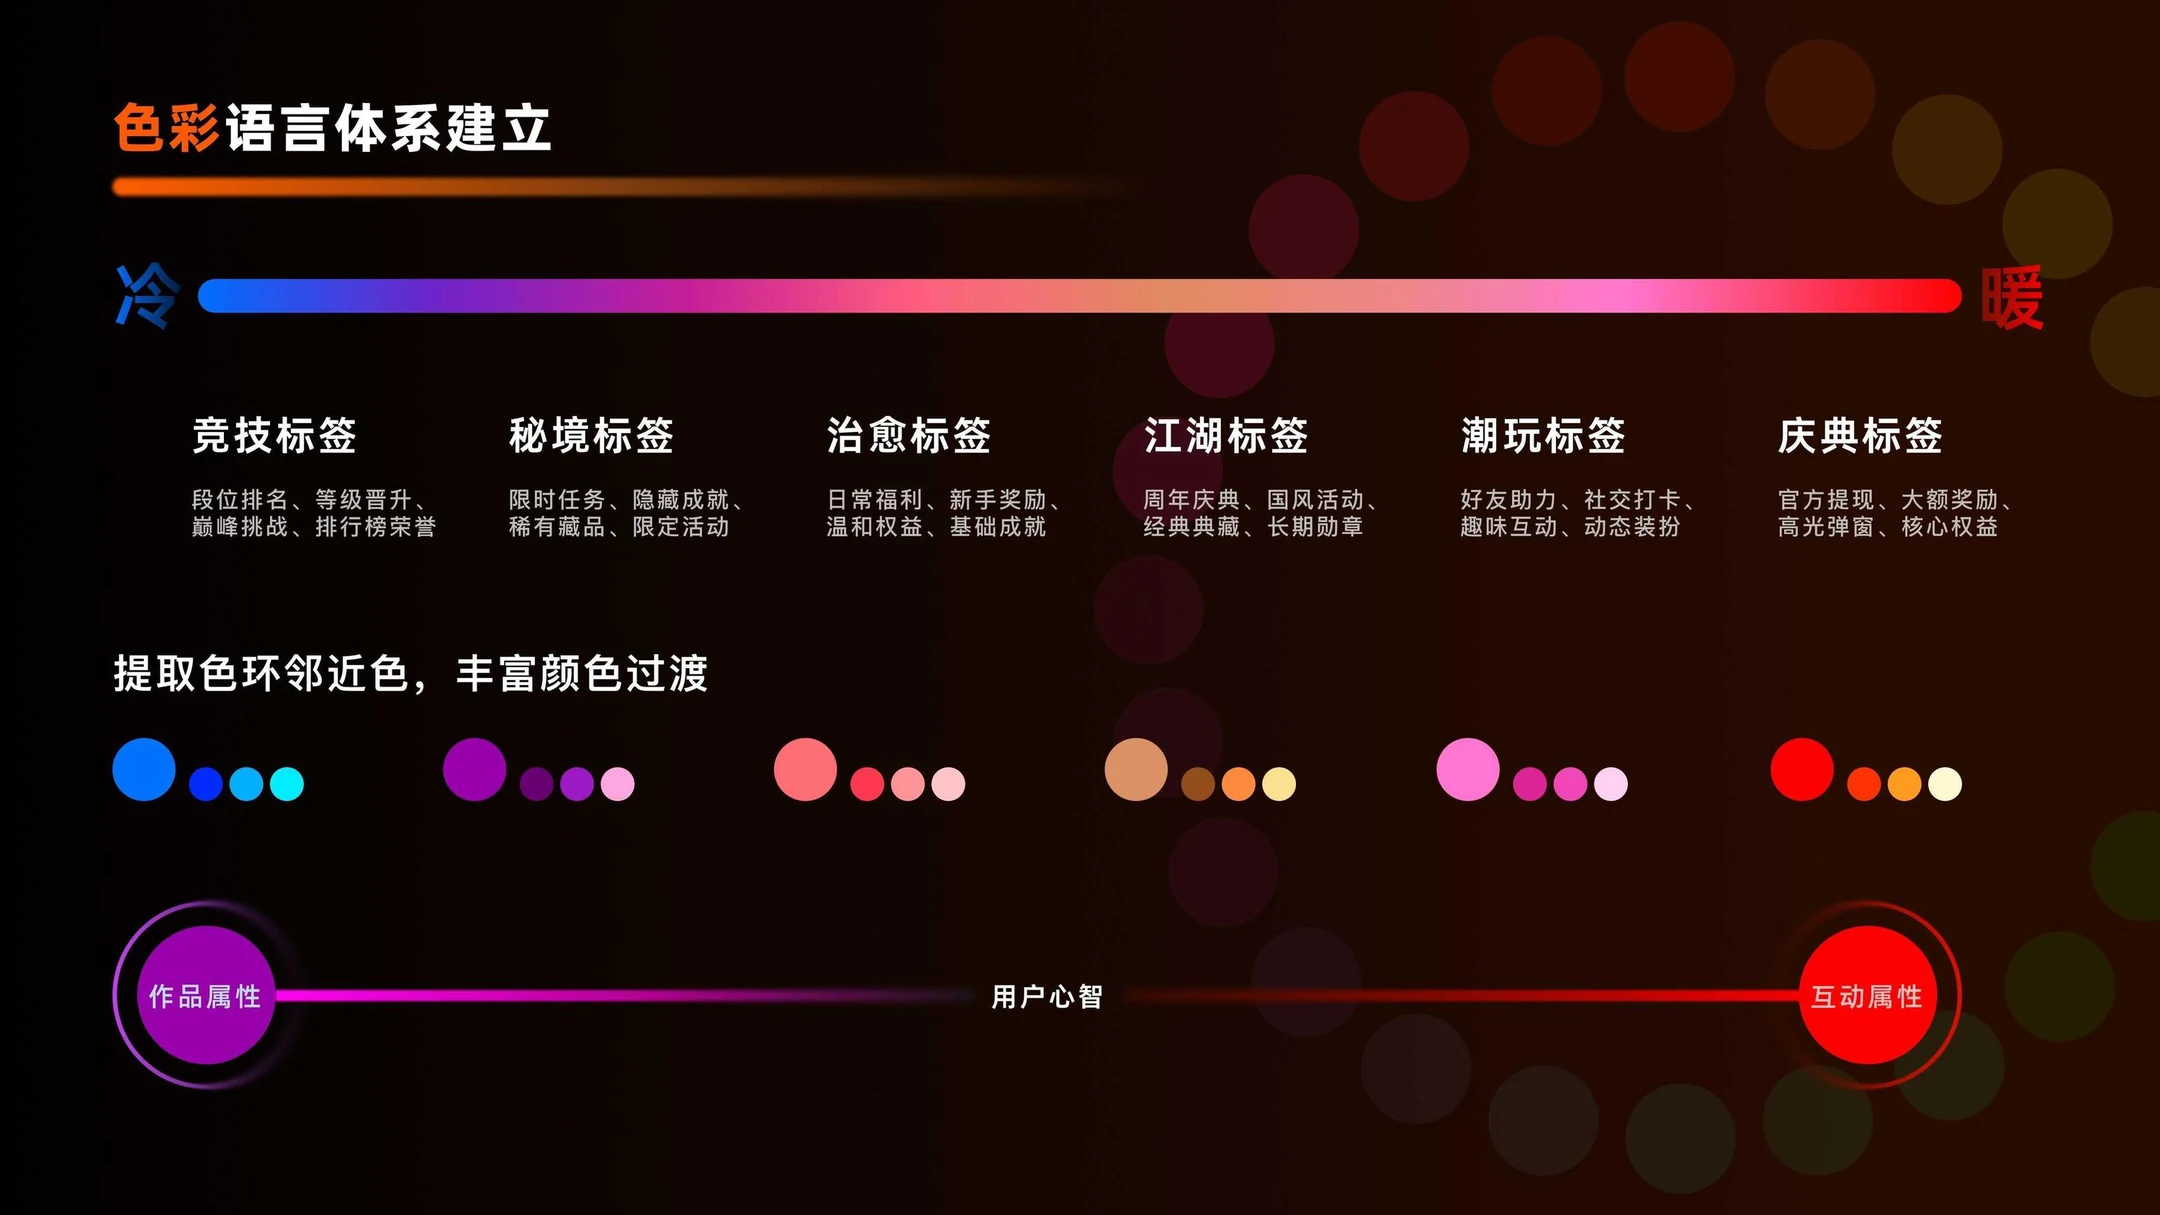 色彩语言体系建立
冷
暖
竞技标签
段位排名、等级晋升、
巅峰挑战、排行榜荣誉
秘境标签
限时任务、隐藏成就、
稀有藏品、限定活动
治愈标签
日常福利、新手奖励、
温和权益、基础成就
江湖标签
周年庆典、国风活动、
经典典藏、长期勋章
潮玩标签
好友助力、社交打卡、
趣味互动、动态装扮
庆典标签
官方提现、大额奖励、
高光弹窗、核心权益
提取色环邻近色，丰富颜色过渡
作品属性
用户心智
互动属性